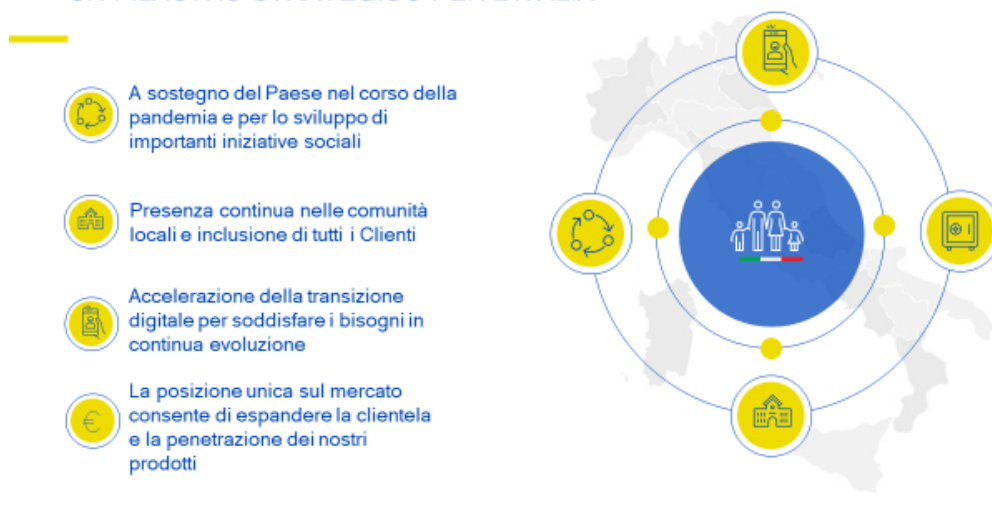 A sostegno del Paese nel corso della
pandemia e per lo sviluppo di
importanti iniziative sociali
Presenza continua nelle comunità
locali e inclusione di tutti i Clienti
Accelerazione della transizione
digitale per soddisfare i bisogni in
continua evoluzione
La posizione unica sul mercato
consente di espandere la clientela
e la penetrazione dei nostri
prodotti